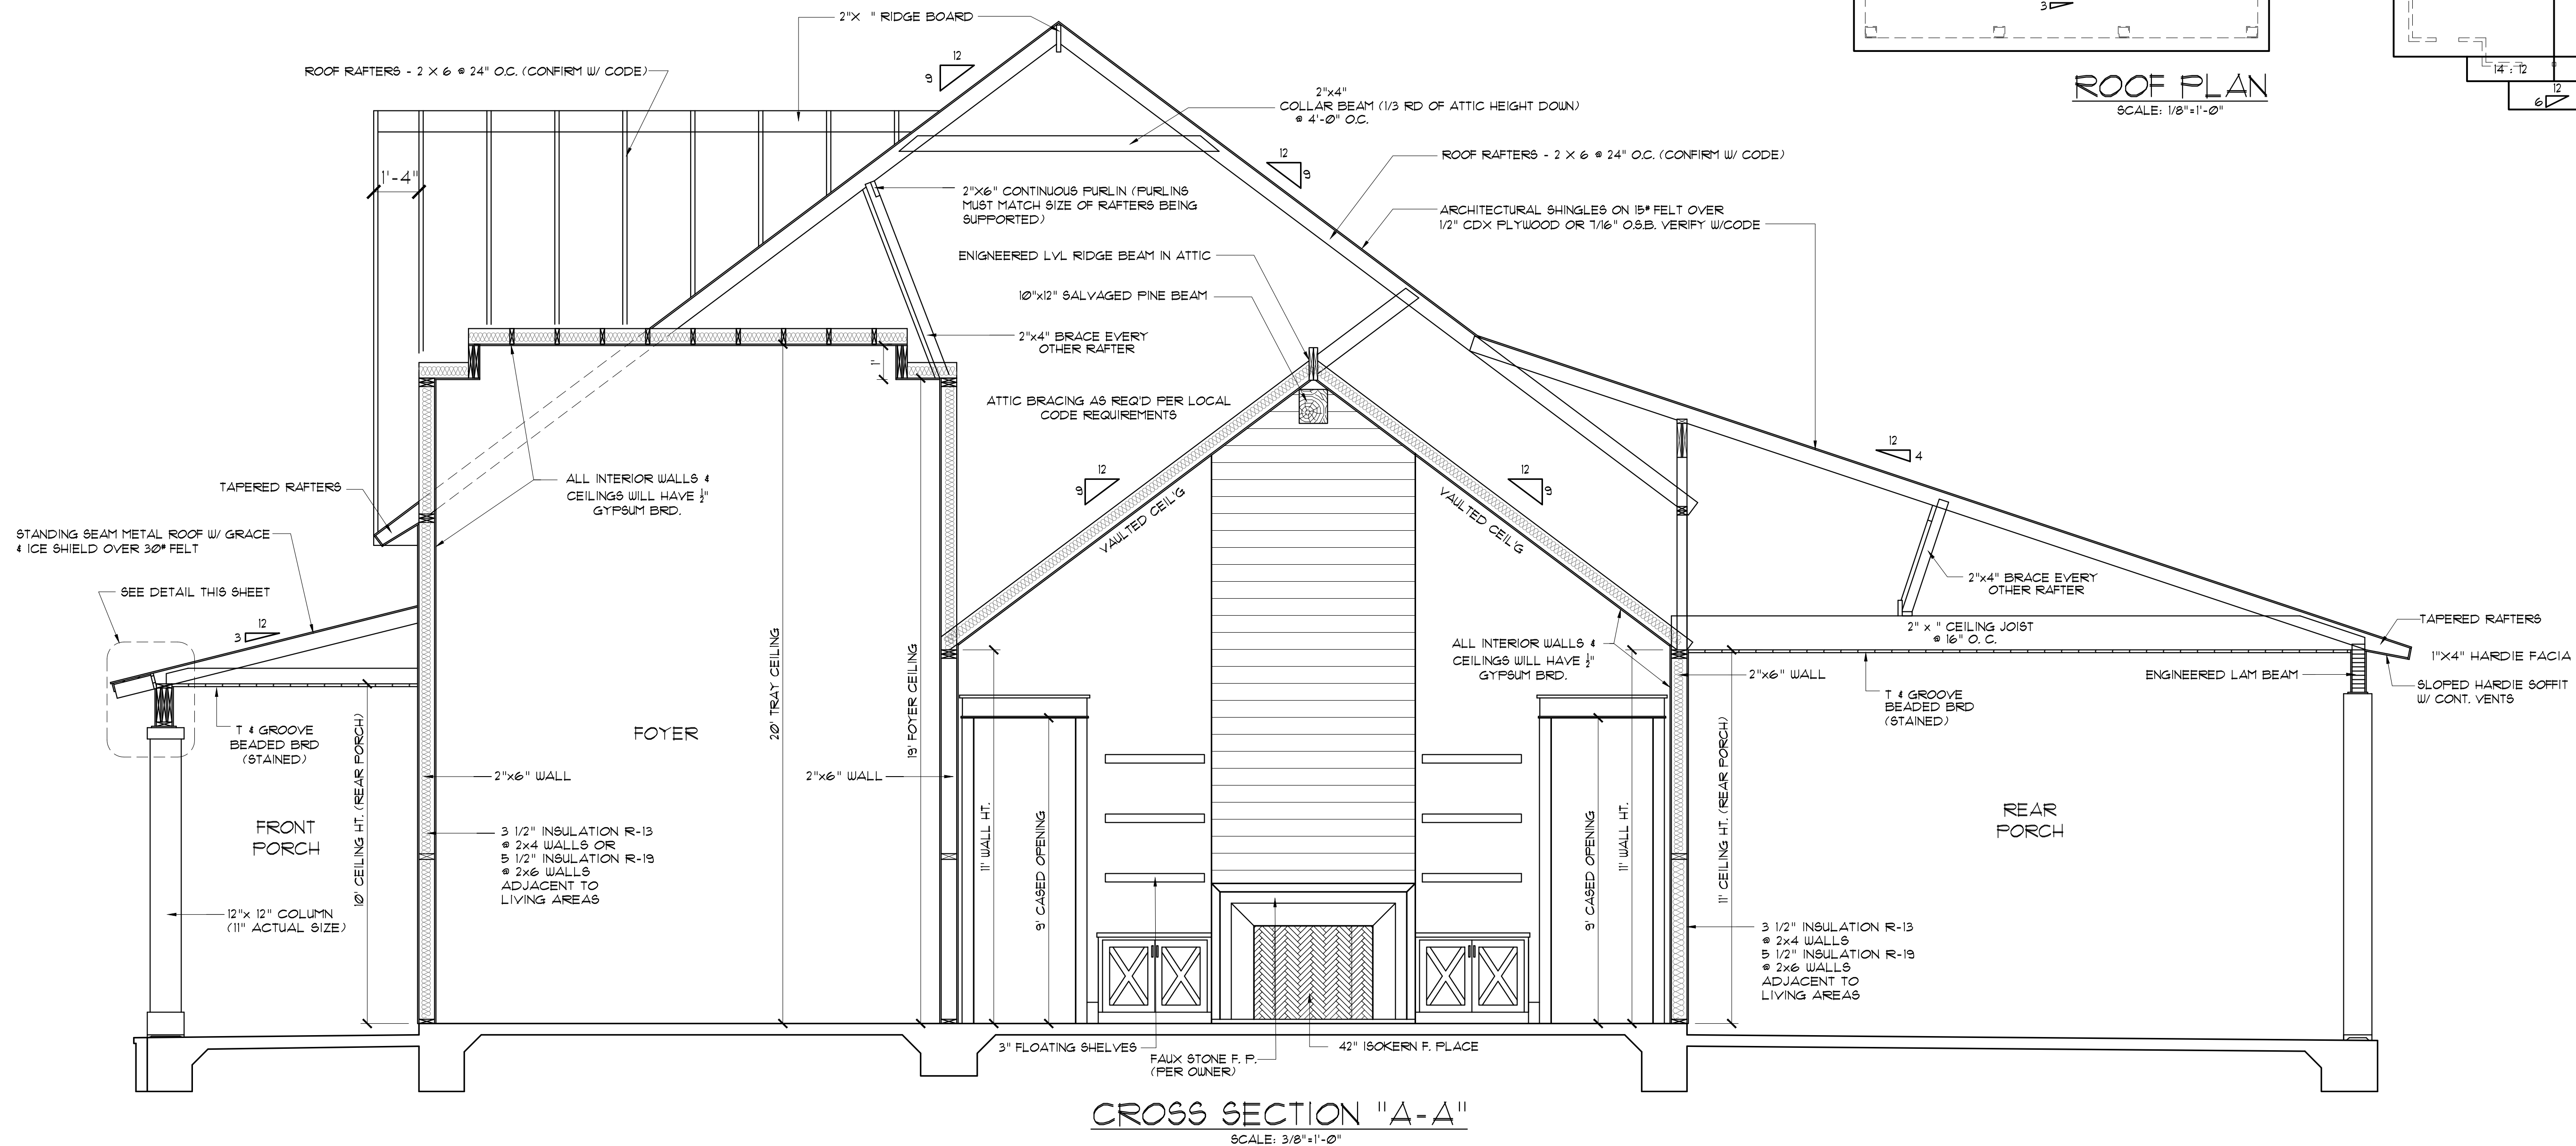 2"X  " RIDGE BOARD
3
ROOF RAFTERS - 2 X 6 @ 24" O.C. (CONFIRM W/ CODE)
12
9
14 : 12
ROOF PLAN
SCALE: 1/8"=1'-0"
12
6
2"x4"
COLLAR BEAM (1/3 RD OF ATTIC HEIGHT DOWN)
@ 4'-0" O.C.
12
9
ROOF RAFTERS - 2 X 6 @ 24" O.C. (CONFIRM W/ CODE)
1'-4"
2"X6" CONTINUOUS PURLIN (PURLINS
MUST MATCH SIZE OF RAFTERS BEING
SUPPORTED)
ARCHITECTURAL SHINGLES ON 15# FELT OVER
1/2" CDX PLYWOOD OR 7/16" O.S.B. VERIFY W/CODE
ENIGNEERED LVL RIDGE BEAM IN ATTIC
10"x12" SALVAGED PINE BEAM
2"x4" BRACE EVERY
OTHER RAFTER
1'
ATTIC BRACING AS REQ'D PER LOCAL
CODE REQUIREMENTS
12
4
TAPERED RAFTERS
ALL INTERIOR WALLS &
CEILINGS WILL HAVE ½"
GYPSUM BRD.
12
9
VAULTED CEIL'G
12
9
VAULTED CEIL'G
STANDING SEAM METAL ROOF W/ GRACE
& ICE SHIELD OVER 30# FELT
SEE DETAIL THIS SHEET
12
3
2"x4" BRACE EVERY
OTHER RAFTER
2" x " CEILING JOIST
@ 16" O. C.
TAPERED RAFTERS
1"X4" HARDIE FACIA
SLOPED HARDIE SOFFIT
W/ CONT. VENTS
ENGINEERED LAM BEAM
ALL INTERIOR WALLS &
CEILINGS WILL HAVE ½"
GYPSUM BRD.
2"x6" WALL
T & GROOVE
BEADED BRD
(STAINED)
T & GROOVE
BEADED BRD
(STAINED)
10' CEILING HT. (REAR PORCH)
FOYER
20' TRAY CEILING
19' FOYER CEILING
2"x6" WALL
2"x6" WALL
FRONT
PORCH
3 1/2" INSULATION R-13
@ 2x4 WALLS OR
5 1/2" INSULATION R-19
@ 2x6 WALLS
ADJACENT TO
LIVING AREAS
12"x 12" COLUMN
(11" ACTUAL SIZE)
11' WALL HT.
9' CASED OPENING
9' CASED OPENING
11' WALL HT.
11' CEILING HT. (REAR PORCH)
REAR
PORCH
3 1/2" INSULATION R-13
@ 2x4 WALLS
5 1/2" INSULATION R-19
@ 2x6 WALLS
ADJACENT TO
LIVING AREAS
3" FLOATING SHELVES
FAUX STONE F. P.
(PER OWNER)
42" ISOKERN F. PLACE
CROSS SECTION "A-A"
SCALE: 3/8"=1'-0"